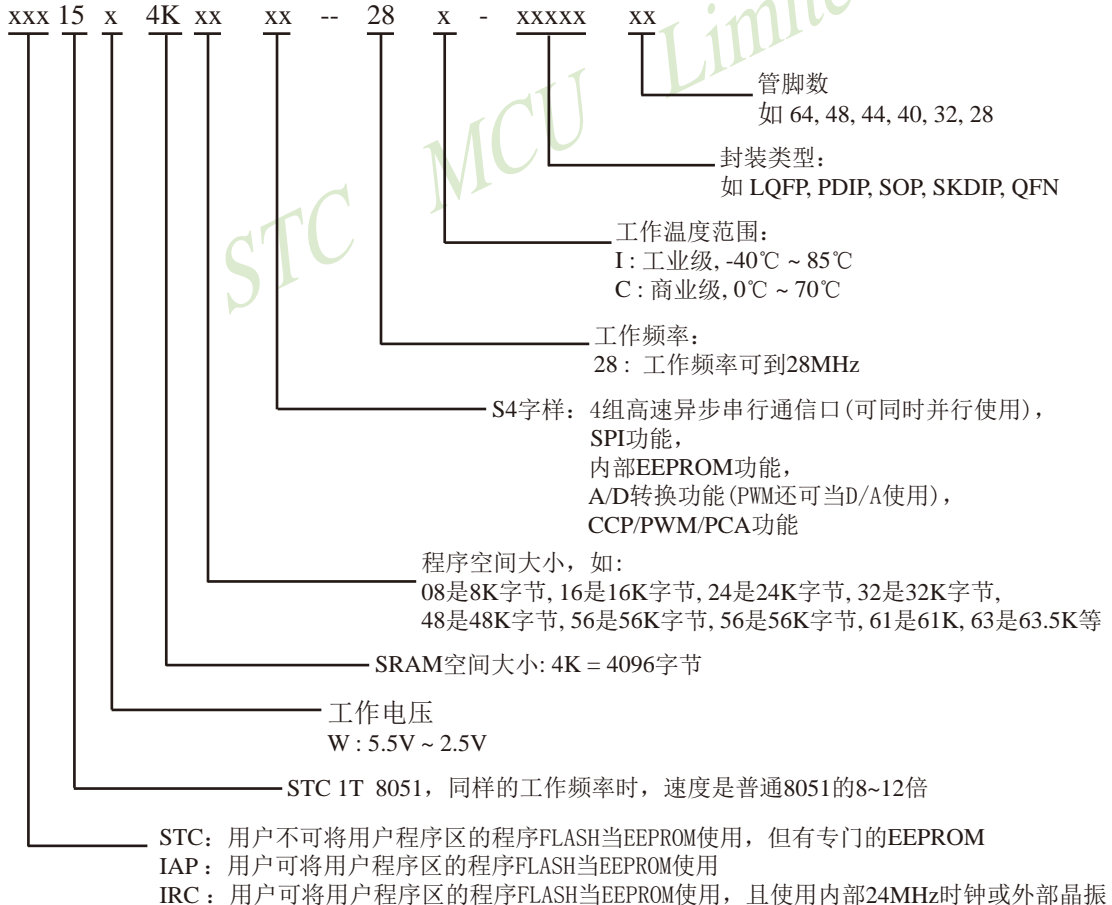 xxx 15 x 4K xx xx -- 28 x - xxxxx xx
管脚数
如 64, 48, 44, 40, 32, 28
封装类型:
如 LQFP, PDIP, SOP, SKDIP, QFN
工作温度范围:
I : 工业级, -40℃ ~ 85℃
C : 商业级, 0℃ ~ 70℃
工作频率:
28 : 工作频率可到28MHz
S4字样: 4组高速异步串行通信口(可同时并行使用),
SPI功能,
内部EEPROM功能,
A/D转换功能(PWM还可当D/A使用),
CCP/PWM/PCA功能
程序空间大小, 如:
08是8K字节, 16是16K字节, 24是24K字节, 32是32K字节,
48是48K字节, 56是56K字节, 56是56K字节, 61是61K, 63是63.5K等
SRAM空间大小: 4K = 4096字节
工作电压
W : 5.5V ~ 2.5V
STC 1T 8051, 同样的工作频率时, 速度是普通8051的8~12倍
STC: 用户不可将用户程序区的程序FLASH当EEPROM使用, 但有专门的EEPROM
IAP: 用户可将用户程序区的程序FLASH当EEPROM使用
IRC: 用户可将用户程序区的程序FLASH当EEPROM使用, 且使用内部24MHz时钟或外部晶振
STC MCU Limite